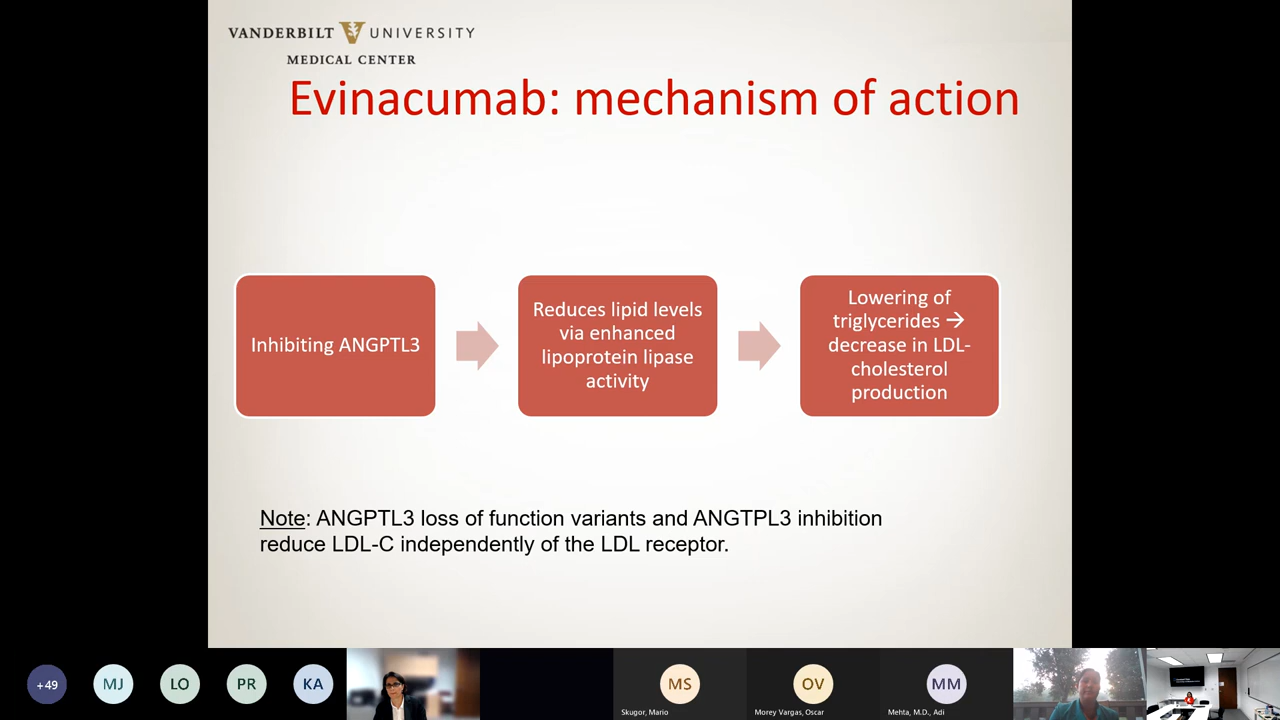 VANDERBILT UNIVERSITY
MEDICAL CENTER
Evinacumab: mechanism of action
Inhibiting ANGPTL3
Reduces lipid levels
via enhanced
lipoprotein lipase
activity
Lowering of
triglycerides →
decrease in LDL-
cholesterol
production
Note: ANGPTL3 loss of function variants and ANGTPL3 inhibition
reduce LDL-C independently of the LDL receptor.
+49
MJ
LO
PR
KA
MS
OV
MM
Skugor, Mario
Morey Vargas, Oscar
Mehta, M.D., Adi